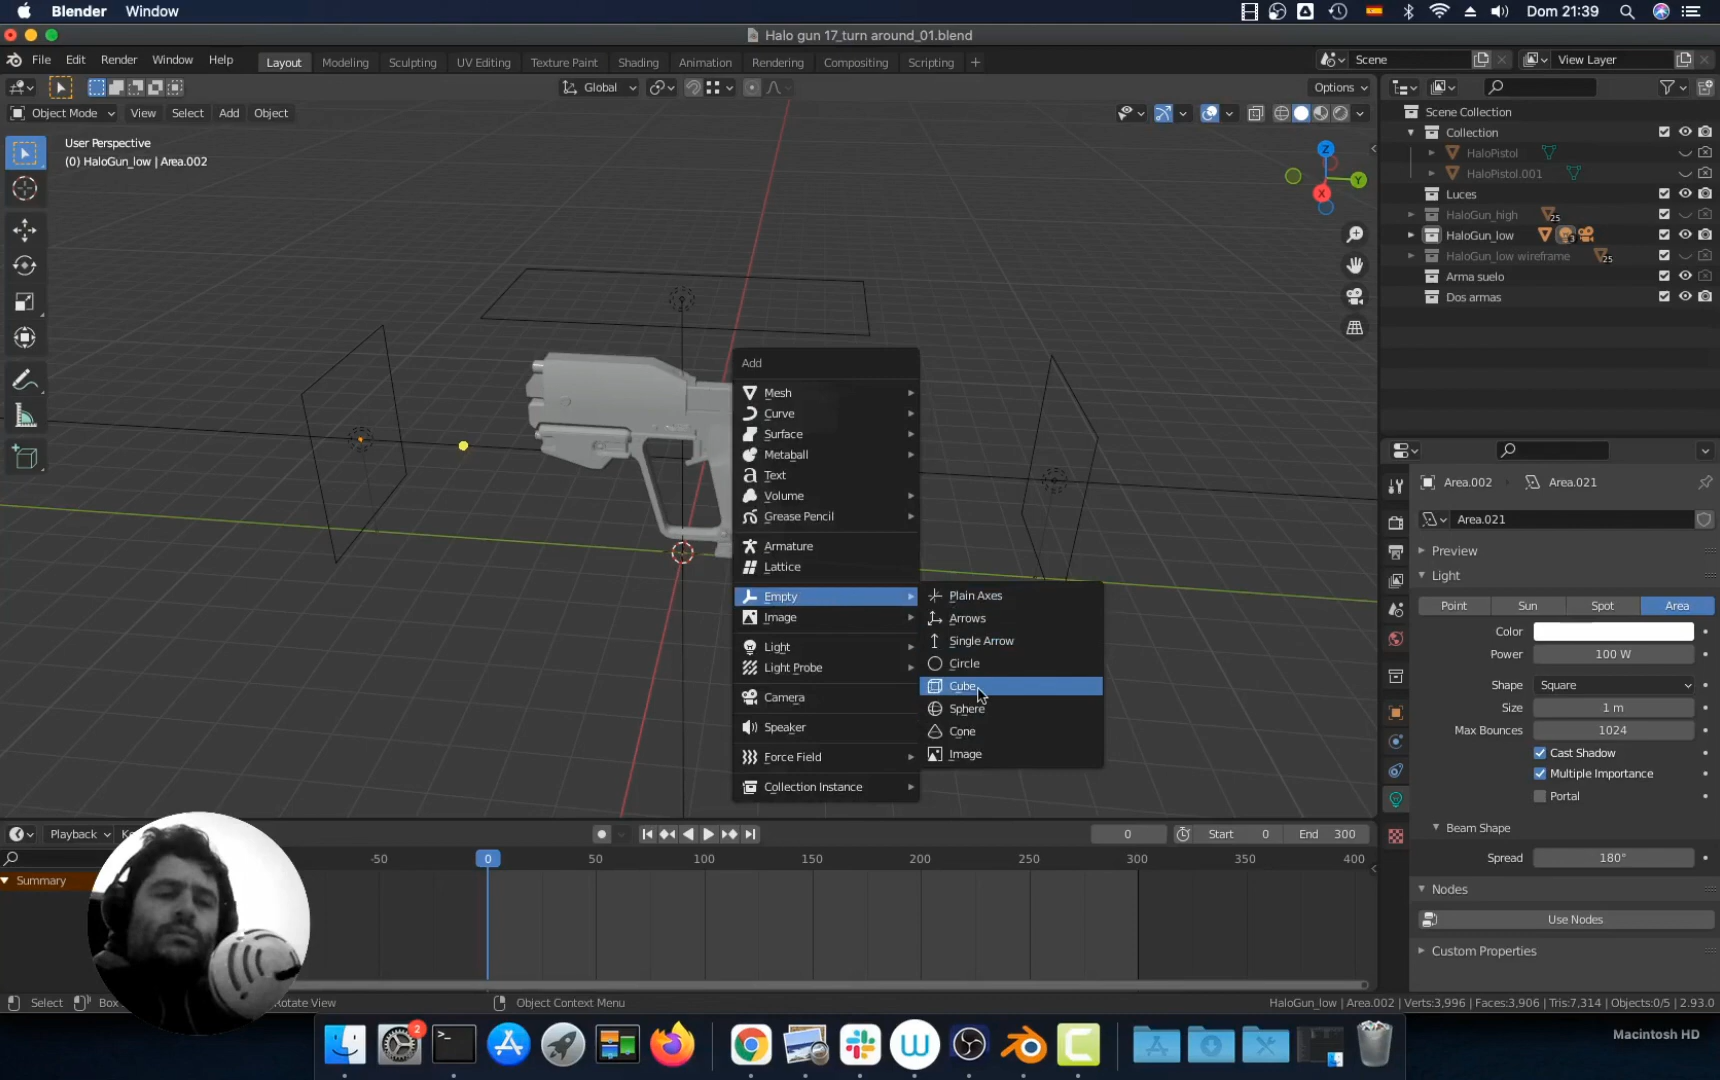 Blender Window
Dom 21:39
Halo gun 17_turn around_01.blend
File Edit Render Window Help
Layout Modeling Sculpting UV Editing Texture Paint Shading Animation Rendering Compositing Scripting +
Scene View Layer
Global Options
Object Mode View Select Add Object
User Perspective
(0) HaloGun_low | Area.002
Z
Y
X
Scene Collection
Collection
HaloPistol
HaloPistol.001
Luces
HaloGun_high 25
HaloGun_low 3
HaloGun_low wireframe 25
Arma suelo
Dos armas
Add
Mesh
Curve
Surface
Metaball
Text
Volume
Grease Pencil
Armature
Lattice
Empty
Image
Light
Light Probe
Camera
Speaker
Force Field
Collection Instance
Plain Axes
Arrows
Single Arrow
Circle
Cube
Sphere
Cone
Image
Area.002 Area.021
Area.021
Preview
Light
Point Sun Spot Area
Color
Power 100 W
Shape Square
Size 1 m
Max Bounces 1024
Cast Shadow
Multiple Importance
Portal
Beam Shape
Spread 180°
Nodes
Use Nodes
Custom Properties
Playback
0 Start 0 End 300
-50 0 50 100 150 200 250 300 350 400
Summary
Select
HaloGun_low | Area.002 | Verts:3,996 | Faces:3,906 | Tris:7,314 | Objects:0/5 | 2.93.0
Object Context Menu
2
Macintosh HD